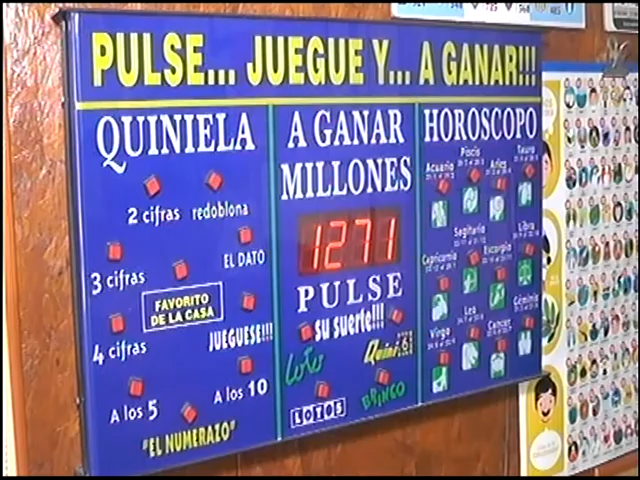 PULSE... JUEGUE Y... A GANAR!!!
QUINIELA
2 cifras redoblona
3 cifras
EL DATO
FAVORITO
DE LA CASA
4 cifras
JUEGUESE!!!
A los 5
A los 10
"EL NUMERAZO"
A GANAR
MILLONES
1271
PULSE
su suerte!!!
Loto
Quini 6
LOTO5
BRINCO
HOROSCOPO
Acuario
Piscis
Aries
Tauro
Capricornio
Sagitario
Escorpio
Libra
Virgo
Leo
Cancer
Géminis